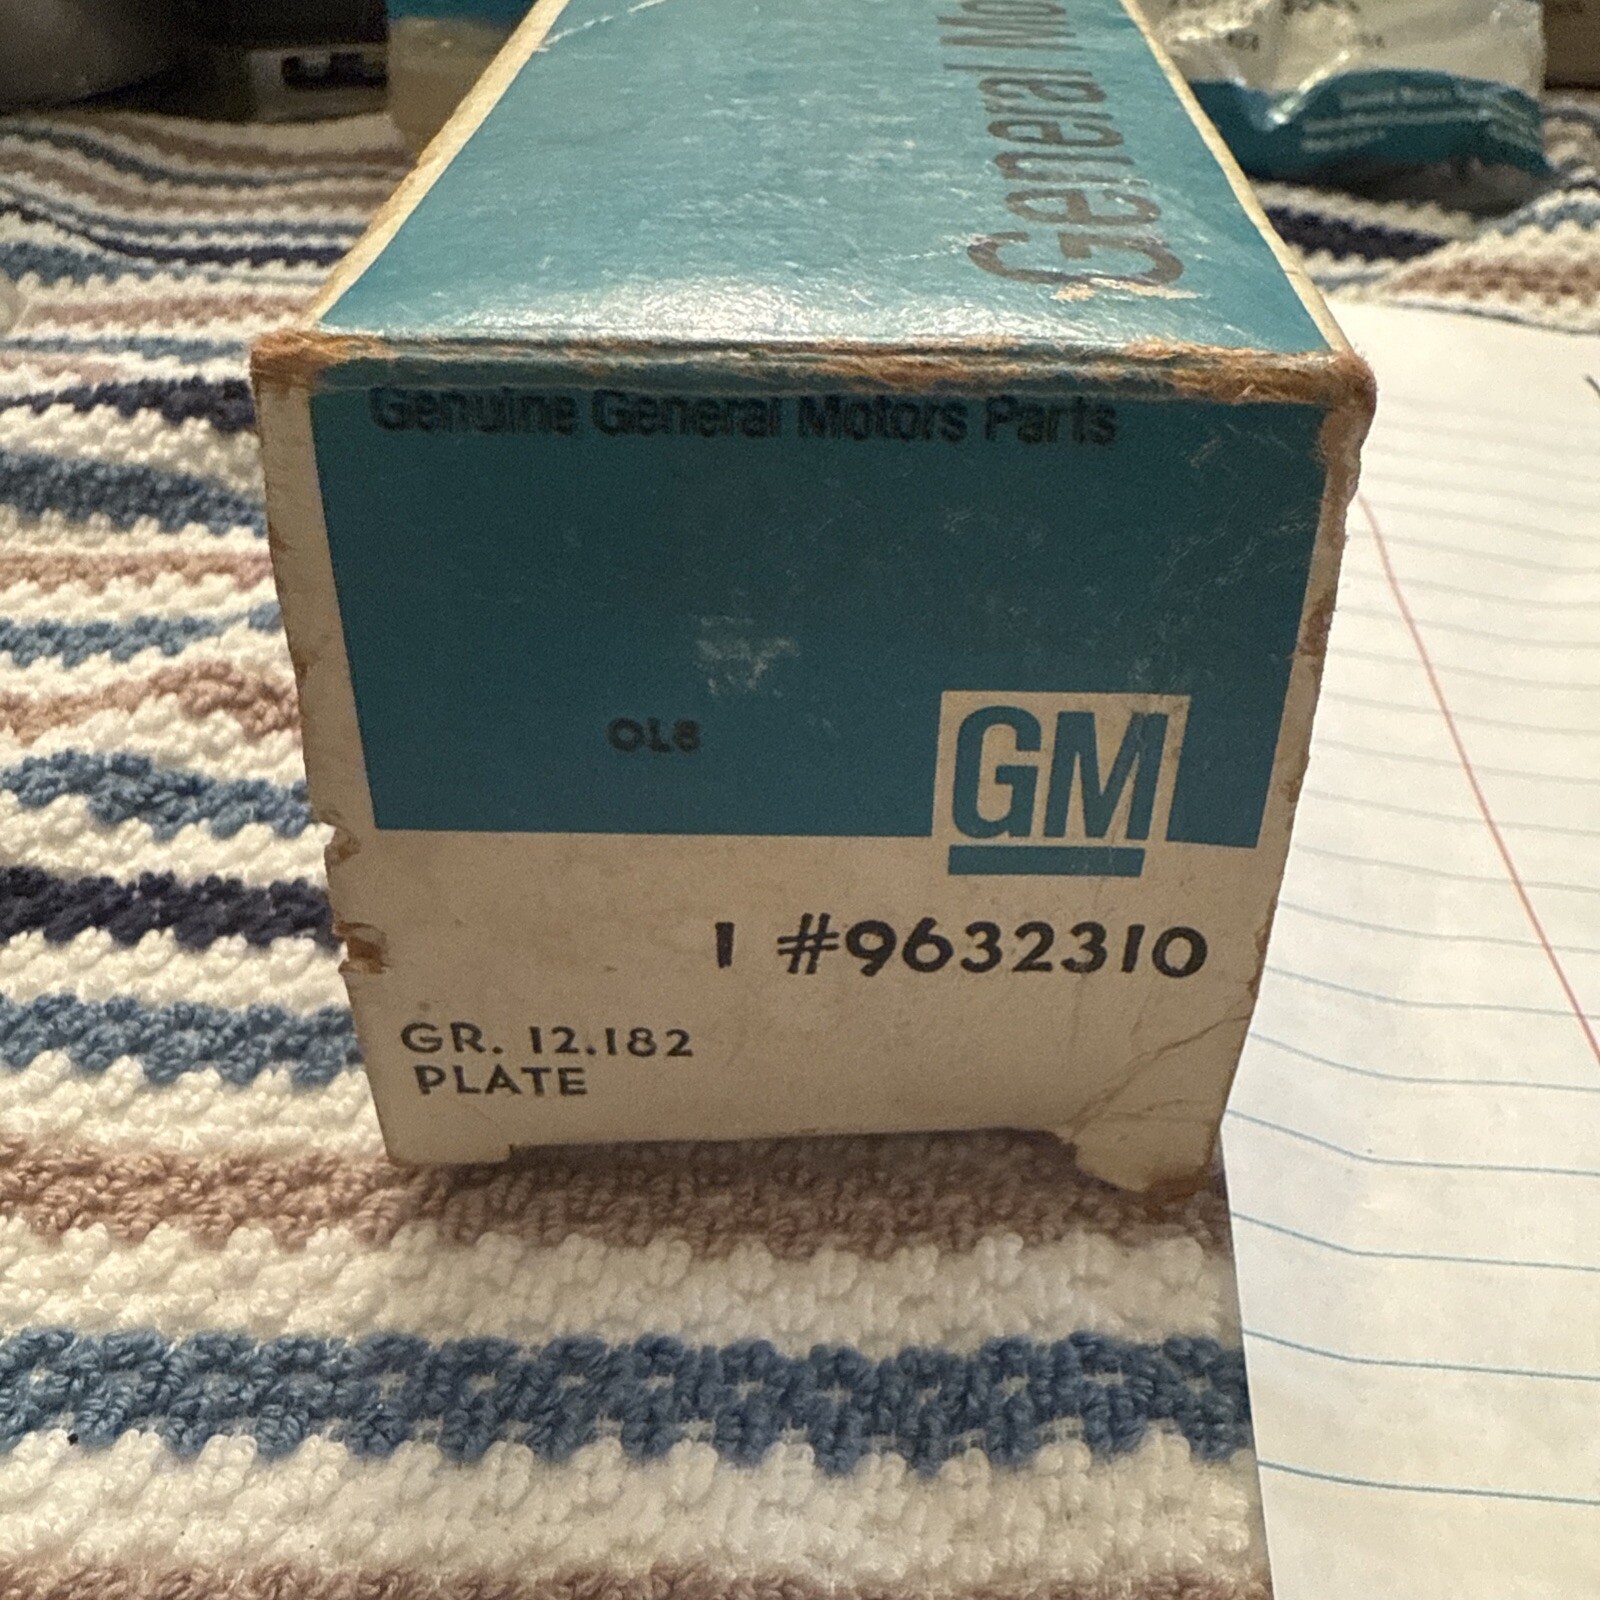 General Mo
Genuine General Motors Parts
OL8
GM
1 #9632310
GR. 12.182
PLATE